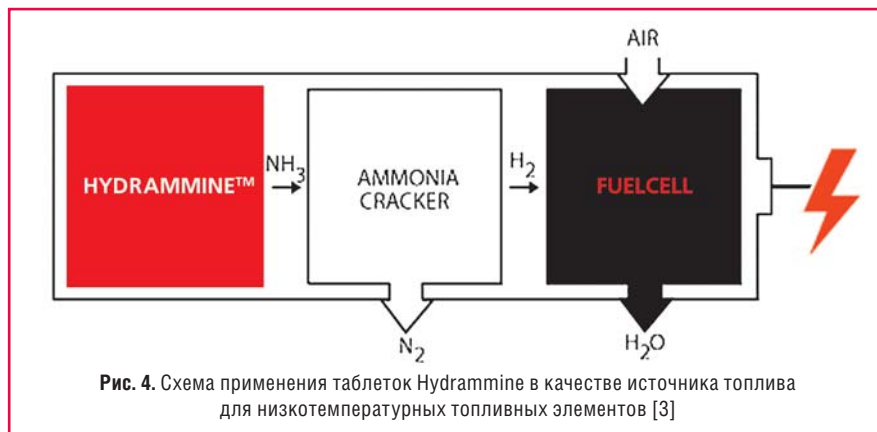 AIR
HYDRAMMINE™
NH₃
AMMONIA
CRACKER
H₂
FUELCELL
N₂
H₂O
Рис. 4. Схема применения таблеток Hydrammine в качестве источника топлива
для низкотемпературных топливных элементов [3]